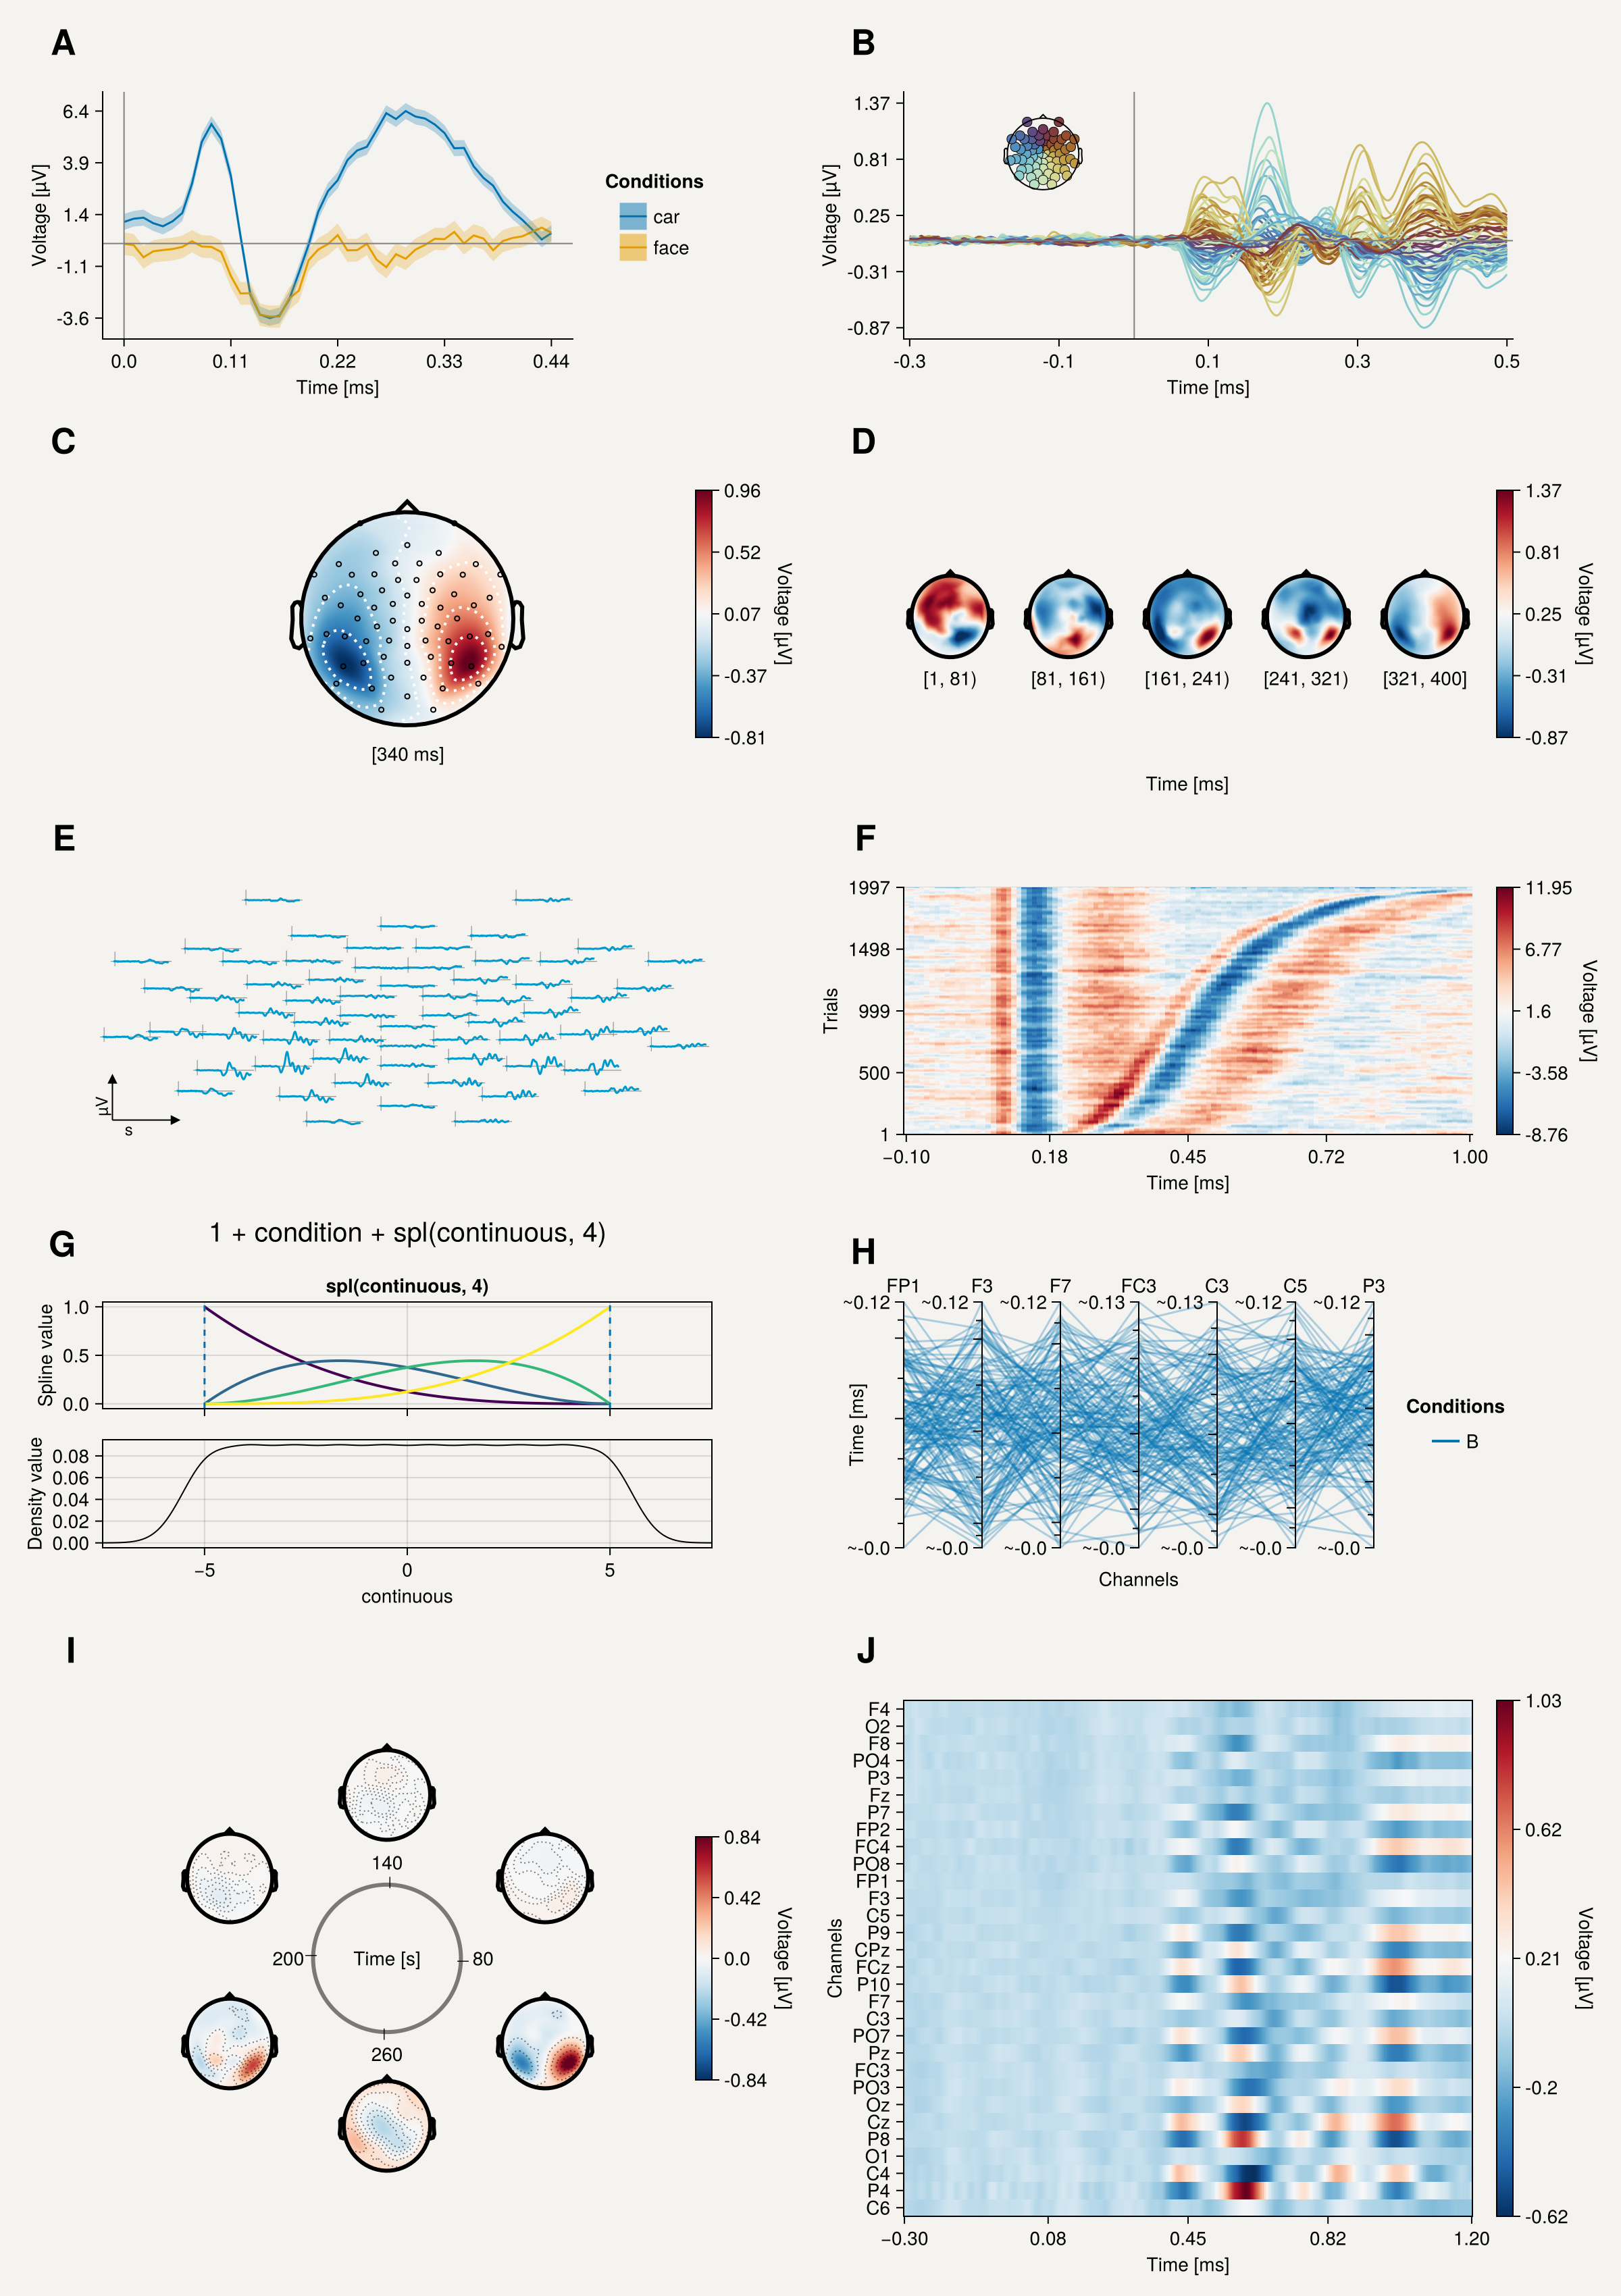 A
6.4
3.9
1.4
-1.1
-3.6
Voltage [µV]
0.0 0.11 0.22 0.33 0.44
Time [ms]
Conditions
car
face
B
1.37
0.81
0.25
-0.31
-0.87
Voltage [µV]
-0.3 -0.1 0.1 0.3 0.5
Time [ms]
C
[340 ms]
0.96
0.52
0.07
-0.37
-0.81
Voltage [µV]
D
[1, 81) [81, 161) [161, 241) [241, 321) [321, 400]
Time [ms]
1.37
0.81
0.25
-0.31
-0.87
Voltage [µV]
E
µV
s
F
1997
1498
999
500
1
Trials
−0.10 0.18 0.45 0.72 1.00
Time [ms]
11.95
6.77
1.6
-3.58
-8.76
Voltage [µV]
G
1 + condition + spl(continuous, 4)
spl(continuous, 4)
1.0
0.5
0.0
Spline value
0.08
0.06
0.04
0.02
0.00
Density value
−5 0 5
continuous
H
FP1 F3 F7 FC3 C3 C5 P3
~0.12 ~0.12 ~0.12 ~0.13 ~0.13 ~0.12 ~0.12
Time [ms]
~-0.0 ~-0.0 ~-0.0 ~-0.0 ~-0.0 ~-0.0 ~-0.0
Channels
Conditions
B
I
140
200 Time [s] 80
260
0.84
0.42
0.0
-0.42
-0.84
Voltage [µV]
J
F4
O2
F8
PO4
P3
Fz
P7
FP2
FC4
PO8
FP1
F3
C5
P9
CPz
FCz
P10
F7
C3
PO7
Pz
FC3
PO3
Oz
Cz
P8
O1
C4
P4
C6
Channels
−0.30 0.08 0.45 0.82 1.20
Time [ms]
1.03
0.62
0.21
-0.2
-0.62
Voltage [µV]